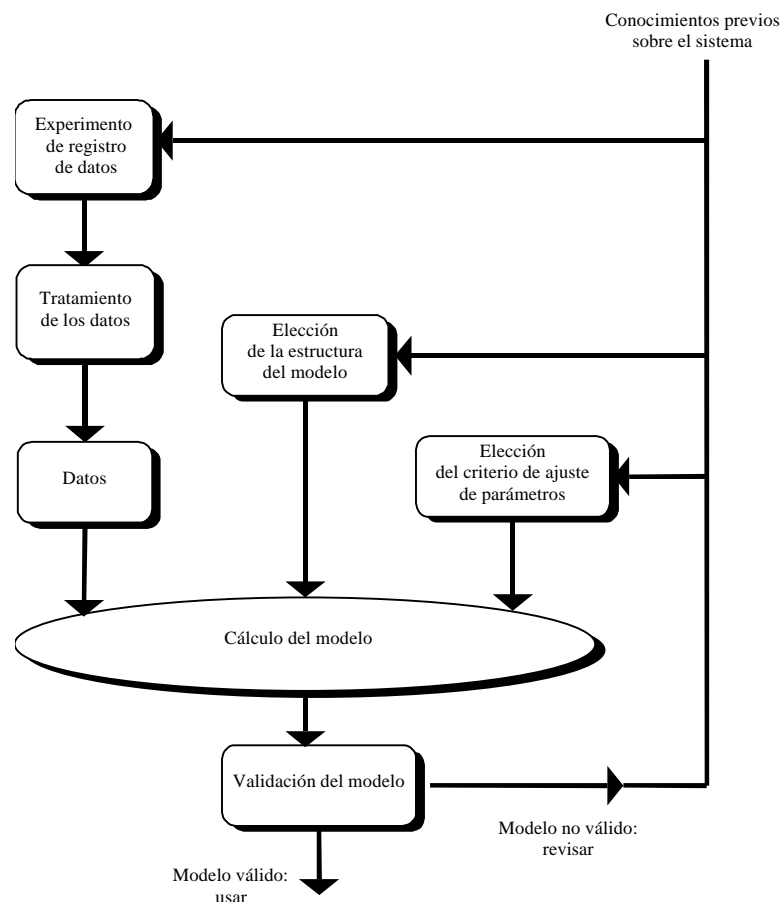 Conocimientos previos
sobre el sistema
Experimento
de registro
de datos
Tratamiento
de los datos
Elección
de la estructura
del modelo
Elección
del criterio de ajuste
de parámetros
Datos
Cálculo del modelo
Validación del modelo
Modelo no válido:
revisar
Modelo válido:
usar